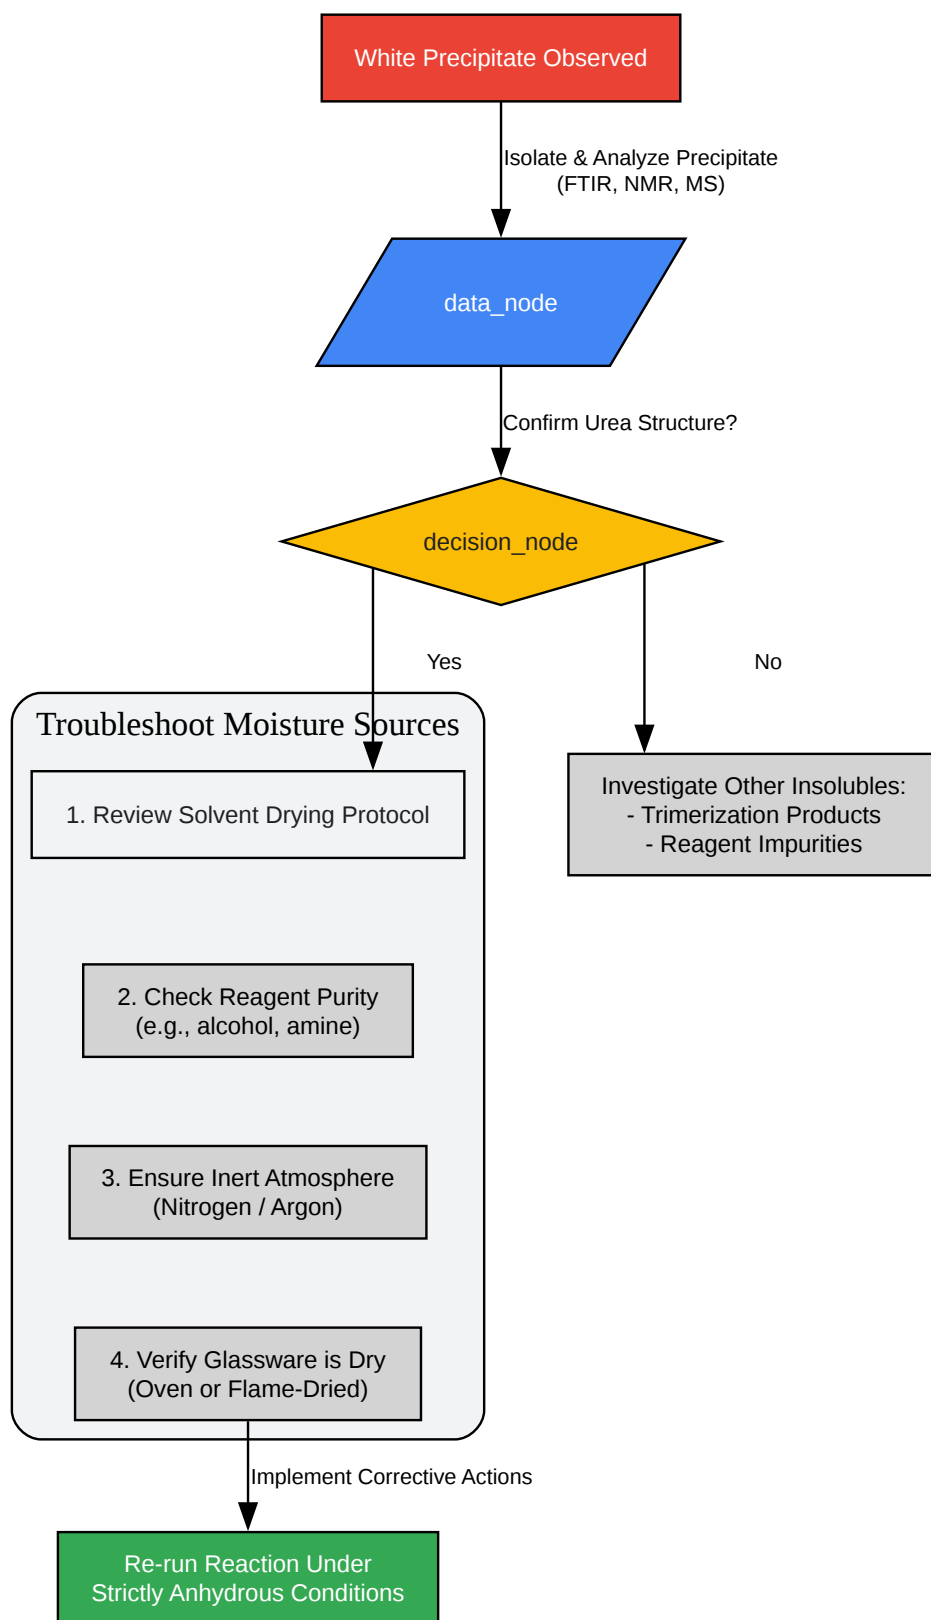 White Precipitate Observed
Isolate & Analyze Precipitate
(FTIR, NMR, MS)
data_node
Confirm Urea Structure?
decision_node
Yes
No
Troubleshoot Moisture Sources
1. Review Solvent Drying Protocol
Investigate Other Insolubles:
- Trimerization Products
- Reagent Impurities
2. Check Reagent Purity
(e.g., alcohol, amine)
3. Ensure Inert Atmosphere
(Nitrogen / Argon)
4. Verify Glassware is Dry
(Oven or Flame-Dried)
Implement Corrective Actions
Re-run Reaction Under
Strictly Anhydrous Conditions